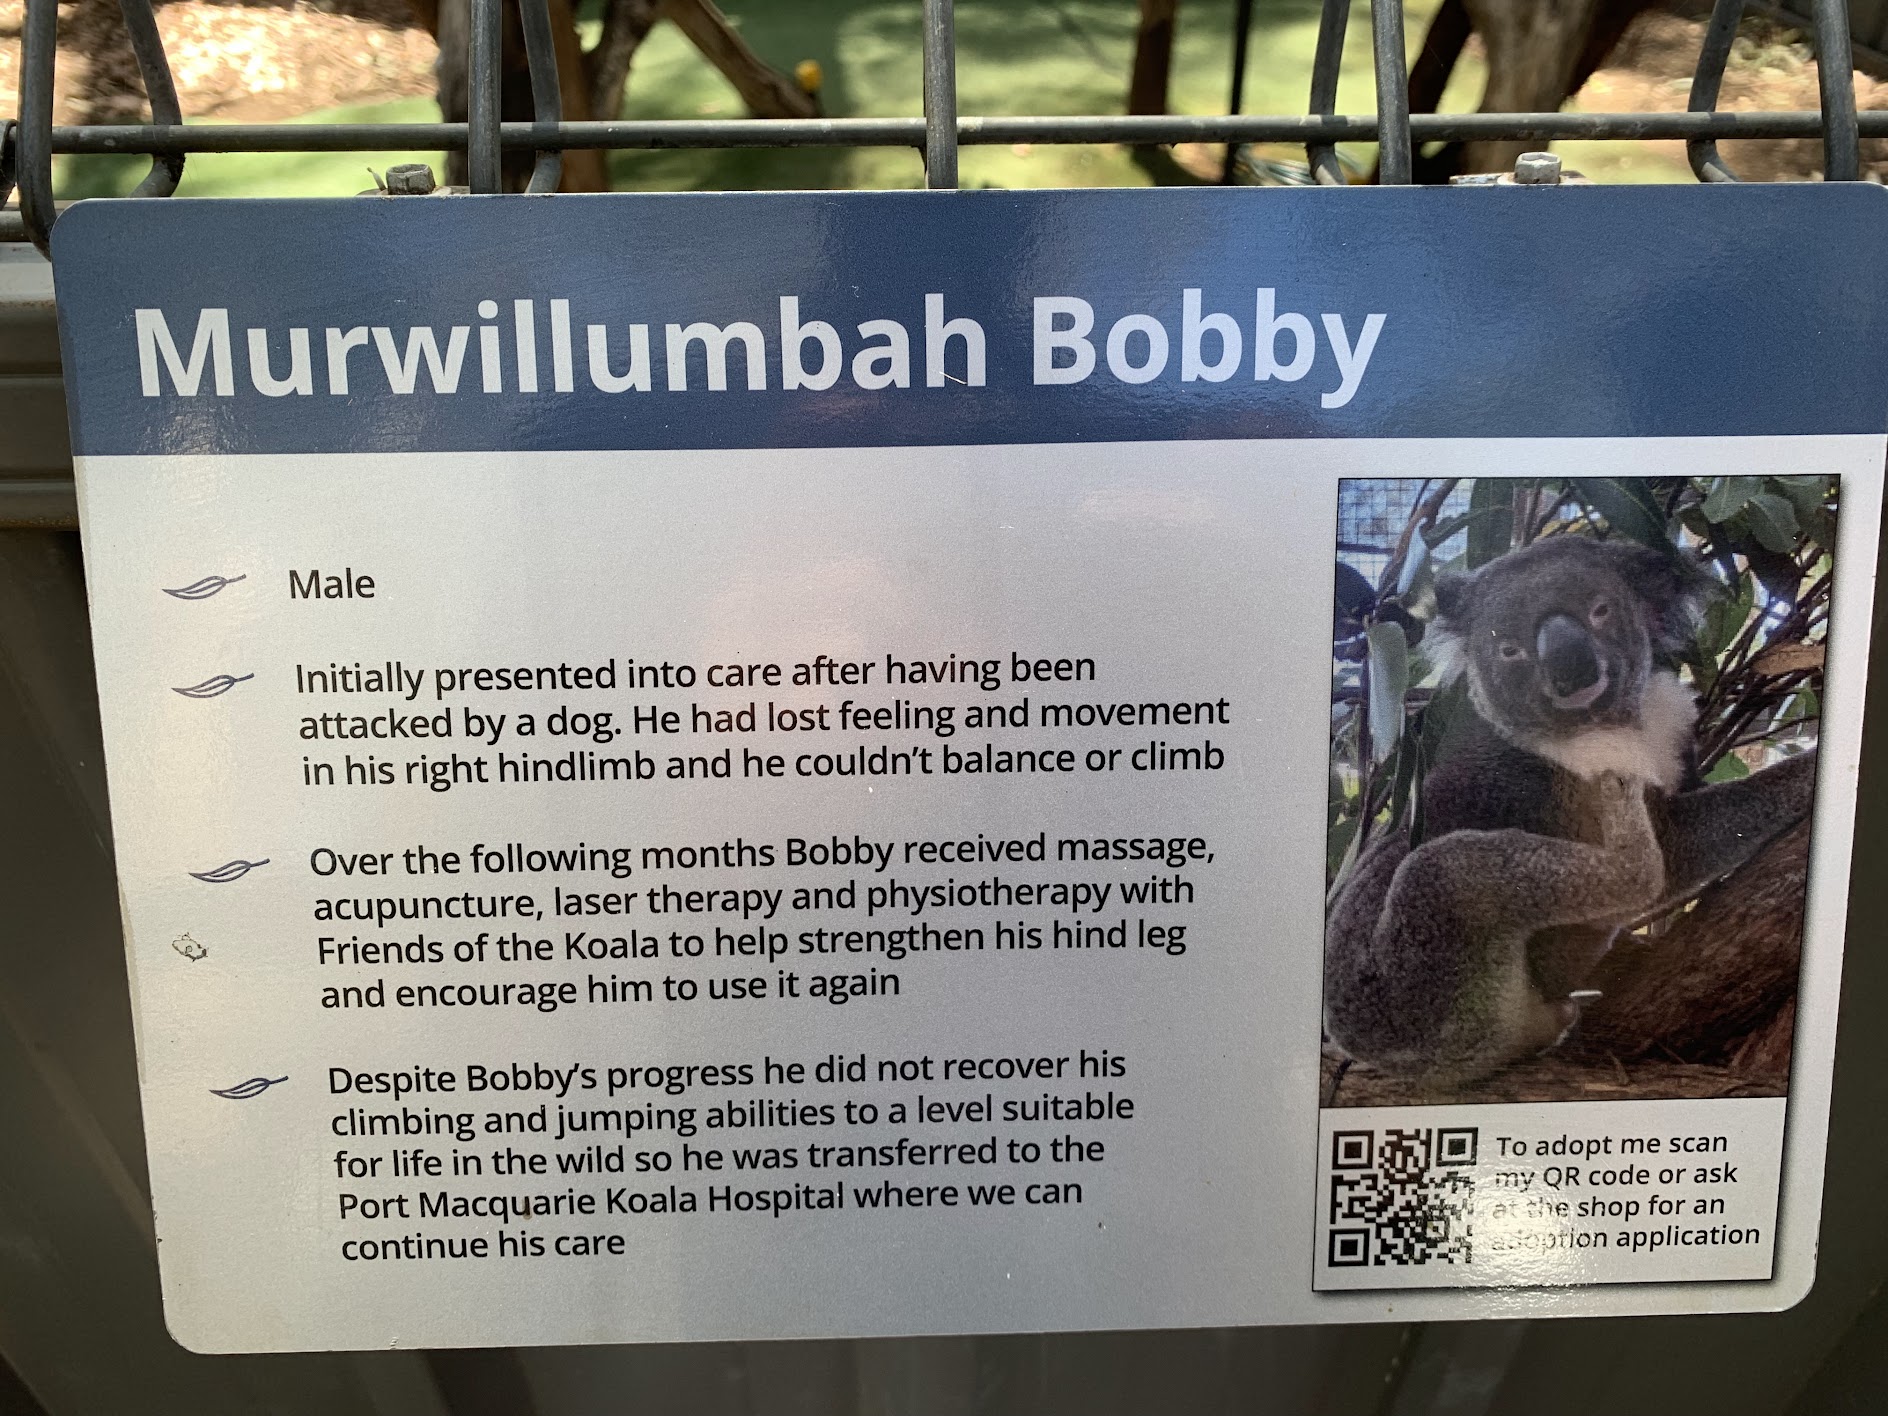 Murwillumbah Bobby
Male
Initially presented into care after having been
attacked by a dog. He had lost feeling and movement
in his right hindlimb and he couldn't balance or climb
Over the following months Bobby received massage,
acupuncture, laser therapy and physiotherapy with
Friends of the Koala to help strengthen his hind leg
and encourage him to use it again
Despite Bobby's progress he did not recover his
climbing and jumping abilities to a level suitable
for life in the wild so he was transferred to the
Port Macquarie Koala Hospital where we can
continue his care
To adopt me scan
my QR code or ask
at the shop for an
adoption application